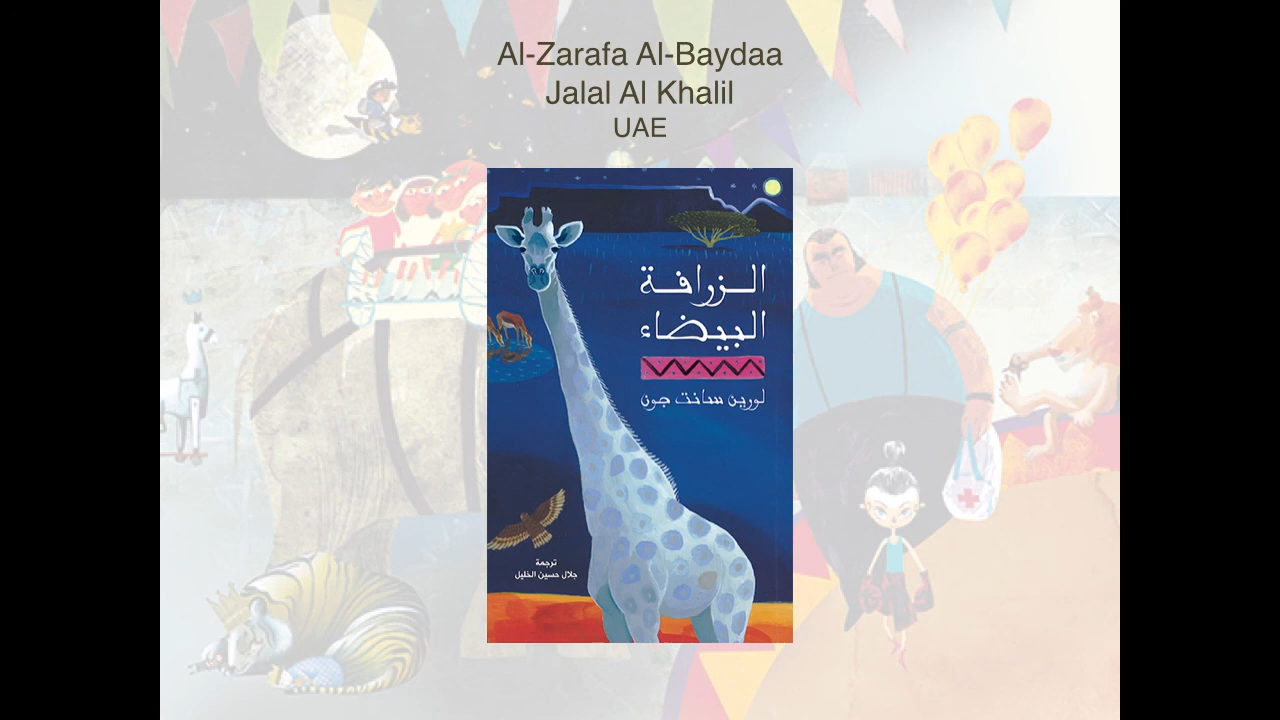 Al-Zarafa Al-Baydaa
Jalal Al Khalil
UAE
الزرافة
البيضاء
لورين سانت جون
ترجمة
جلال حسين الخليل